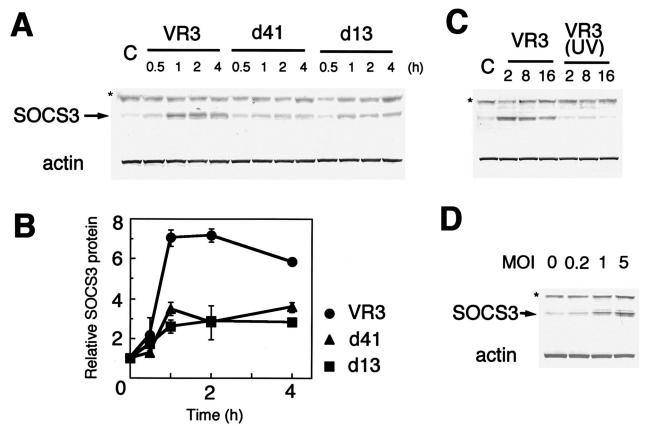 A
VR3 d41 d13
C 0.5 1 2 4 0.5 1 2 4 0.5 1 2 4 (h)
*
SOCS3
actin
B
Relative SOCS3 protein
8
6
4
2
0 2 4
Time (h)
VR3
d41
d13
C
VR3 VR3 (UV)
C 2 8 16 2 8 16
*
D
MOI 0 0.2 1 5
*
SOCS3
actin